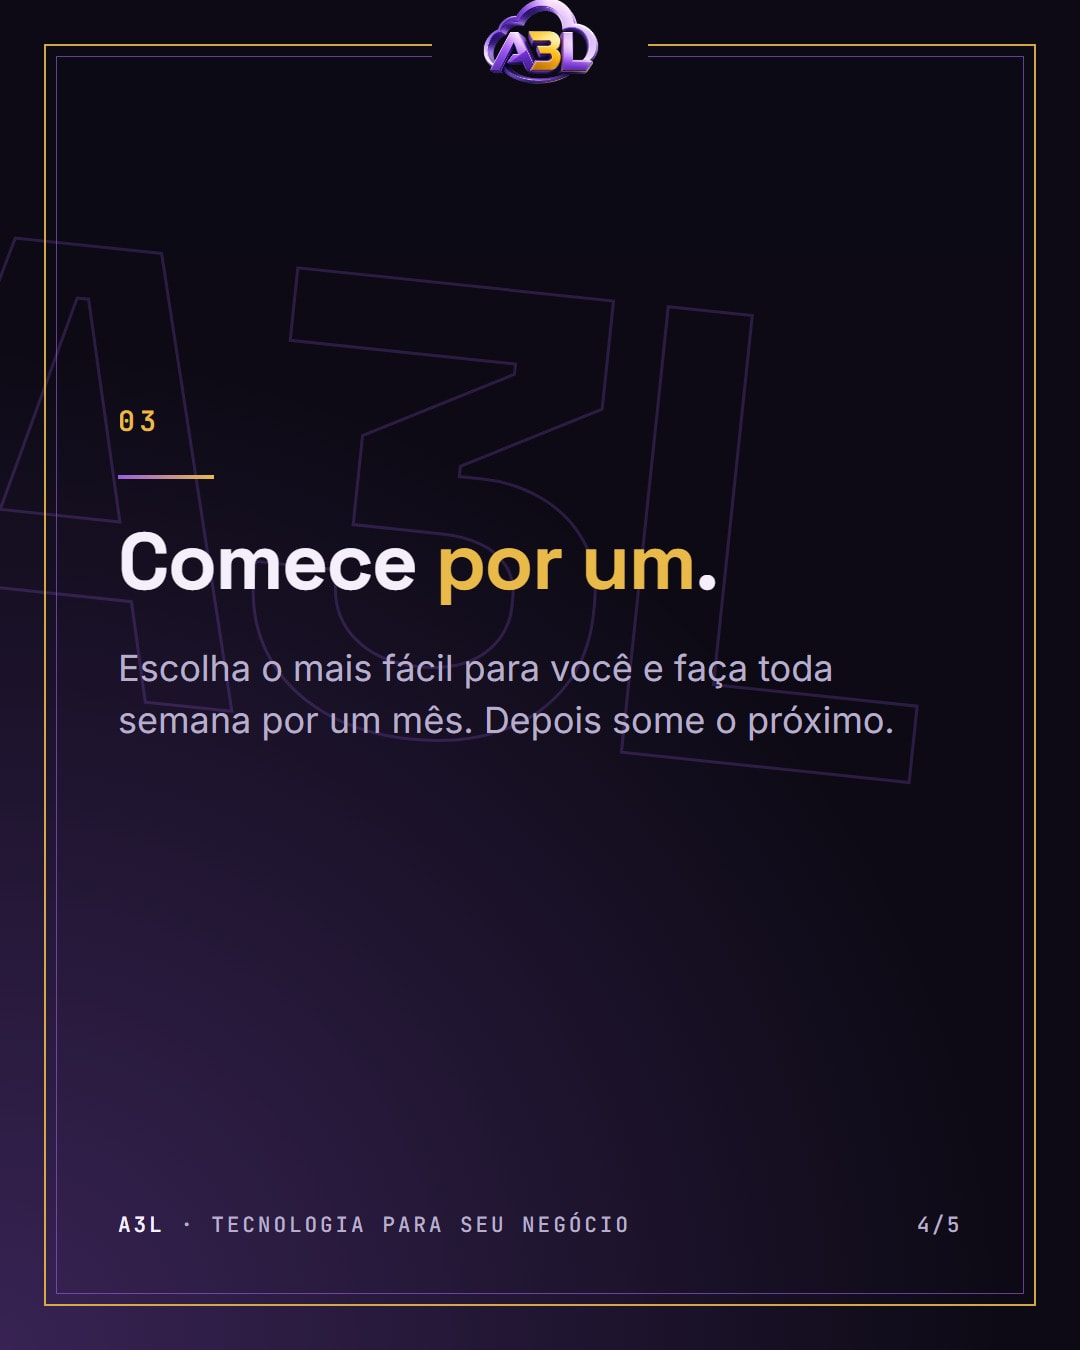 A3L
A3L
03
Comece por um.
Escolha o mais fácil para você e faça toda
semana por um mês. Depois some o próximo.
A3L · TECNOLOGIA PARA SEU NEGÓCIO
4/5